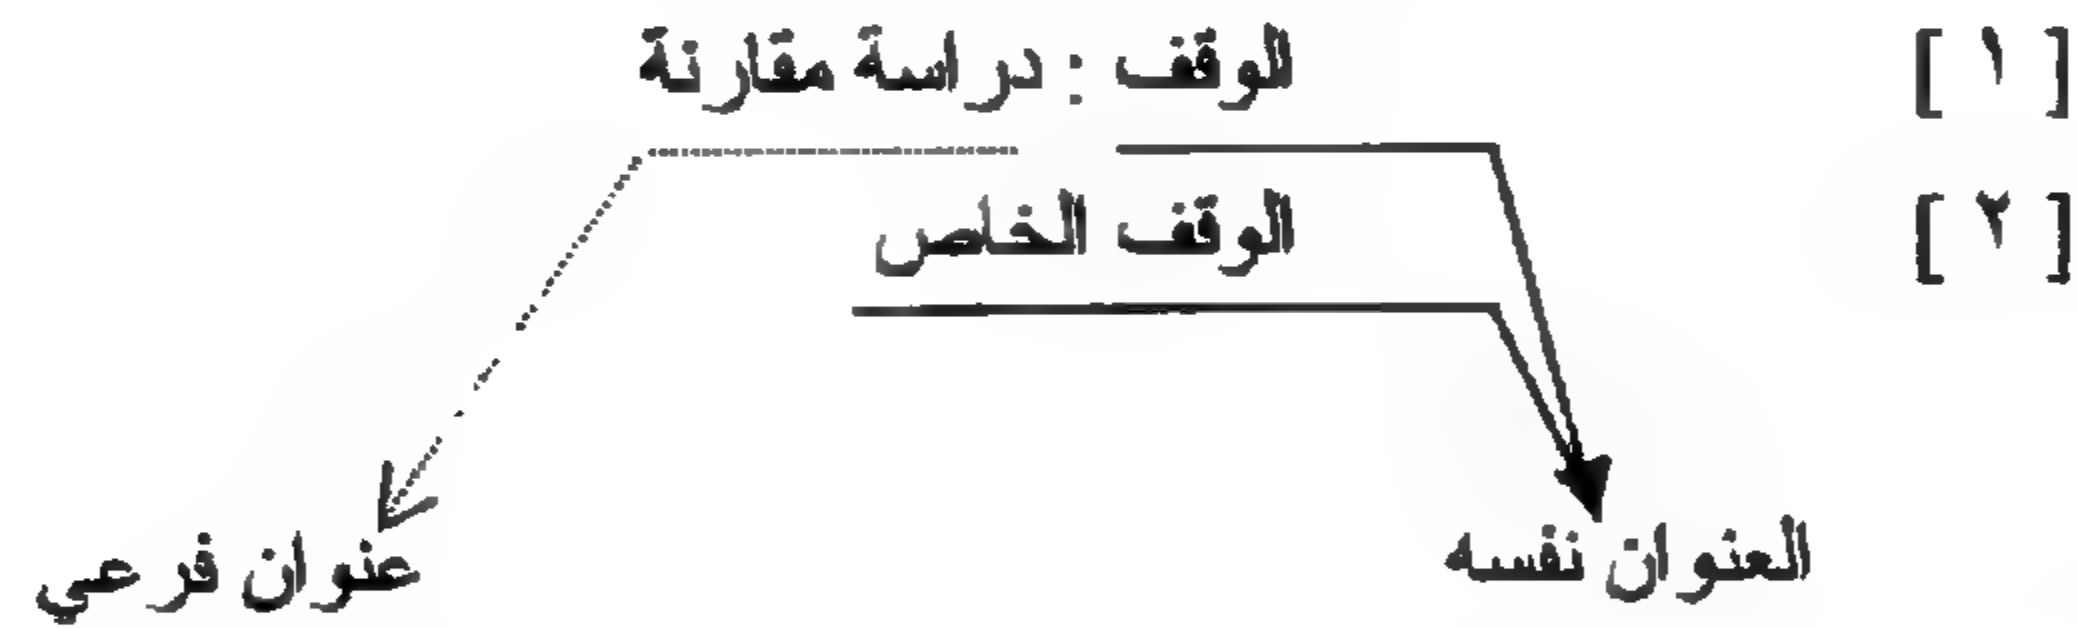 [ ١ ] الوقف : دراسة مقارنة
[ ٢ ] الوقف الخاص
العنوان نفسه عنوان فرعي